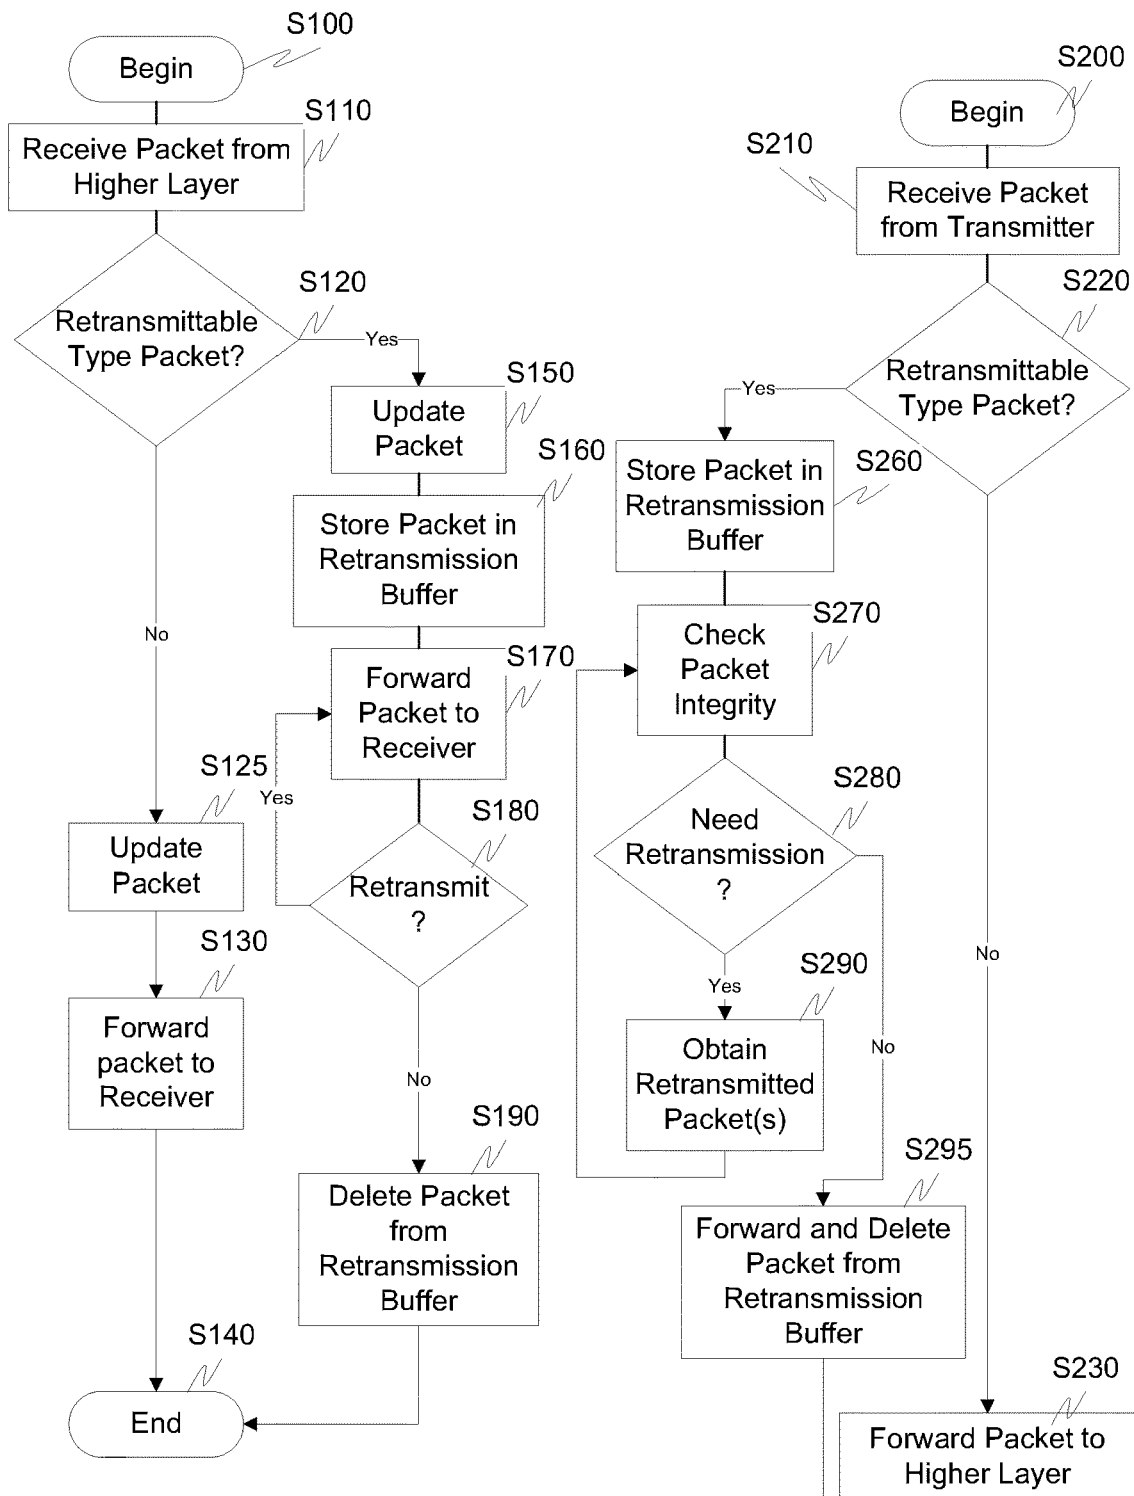 S100
Begin
S110
Receive Packet from
Higher Layer
S120
Retransmittable
Type Packet?
Yes
No
S150
Update
Packet
S160
Store Packet in
Retransmission
Buffer
S170
Forward
Packet to
Receiver
Yes
S180
Retransmit
?
No
S125
Update
Packet
S130
Forward
packet to
Receiver
S190
Delete Packet
from
Retransmission
Buffer
S140
End
S200
Begin
S210
Receive Packet
from Transmitter
S220
Retransmittable
Type Packet?
Yes
No
S260
Store Packet in
Retransmission
Buffer
S270
Check
Packet
Integrity
S280
Need
Retransmission
?
Yes
No
S290
Obtain
Retransmitted
Packet(s)
S295
Forward and Delete
Packet from
Retransmission
Buffer
S230
Forward Packet to
Higher Layer